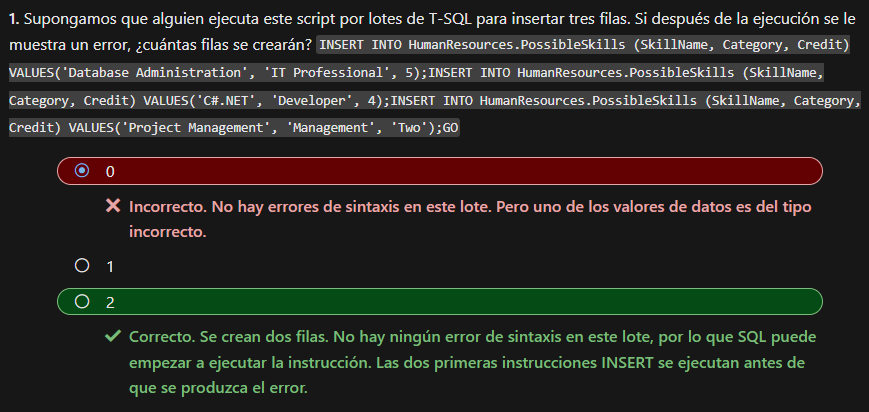 1. Supongamos que alguien ejecuta este script por lotes de T-SQL para insertar tres filas. Si después de la ejecución se le
muestra un error, ¿cuántas filas se crearán? INSERT INTO HumanResources.PossibleSkills (SkillName, Category, Credit)
VALUES('Database Administration', 'IT Professional', 5);INSERT INTO HumanResources.PossibleSkills (SkillName,
Category, Credit) VALUES('C#.NET', 'Developer', 4);INSERT INTO HumanResources.PossibleSkills (SkillName, Category,
Credit) VALUES('Project Management', 'Management', 'Two');GO
0
Incorrecto. No hay errores de sintaxis en este lote. Pero uno de los valores de datos es del tipo
incorrecto.
1
2
Correcto. Se crean dos filas. No hay ningún error de sintaxis en este lote, por lo que SQL puede
empezar a ejecutar la instrucción. Las dos primeras instrucciones INSERT se ejecutan antes de
que se produzca el error.